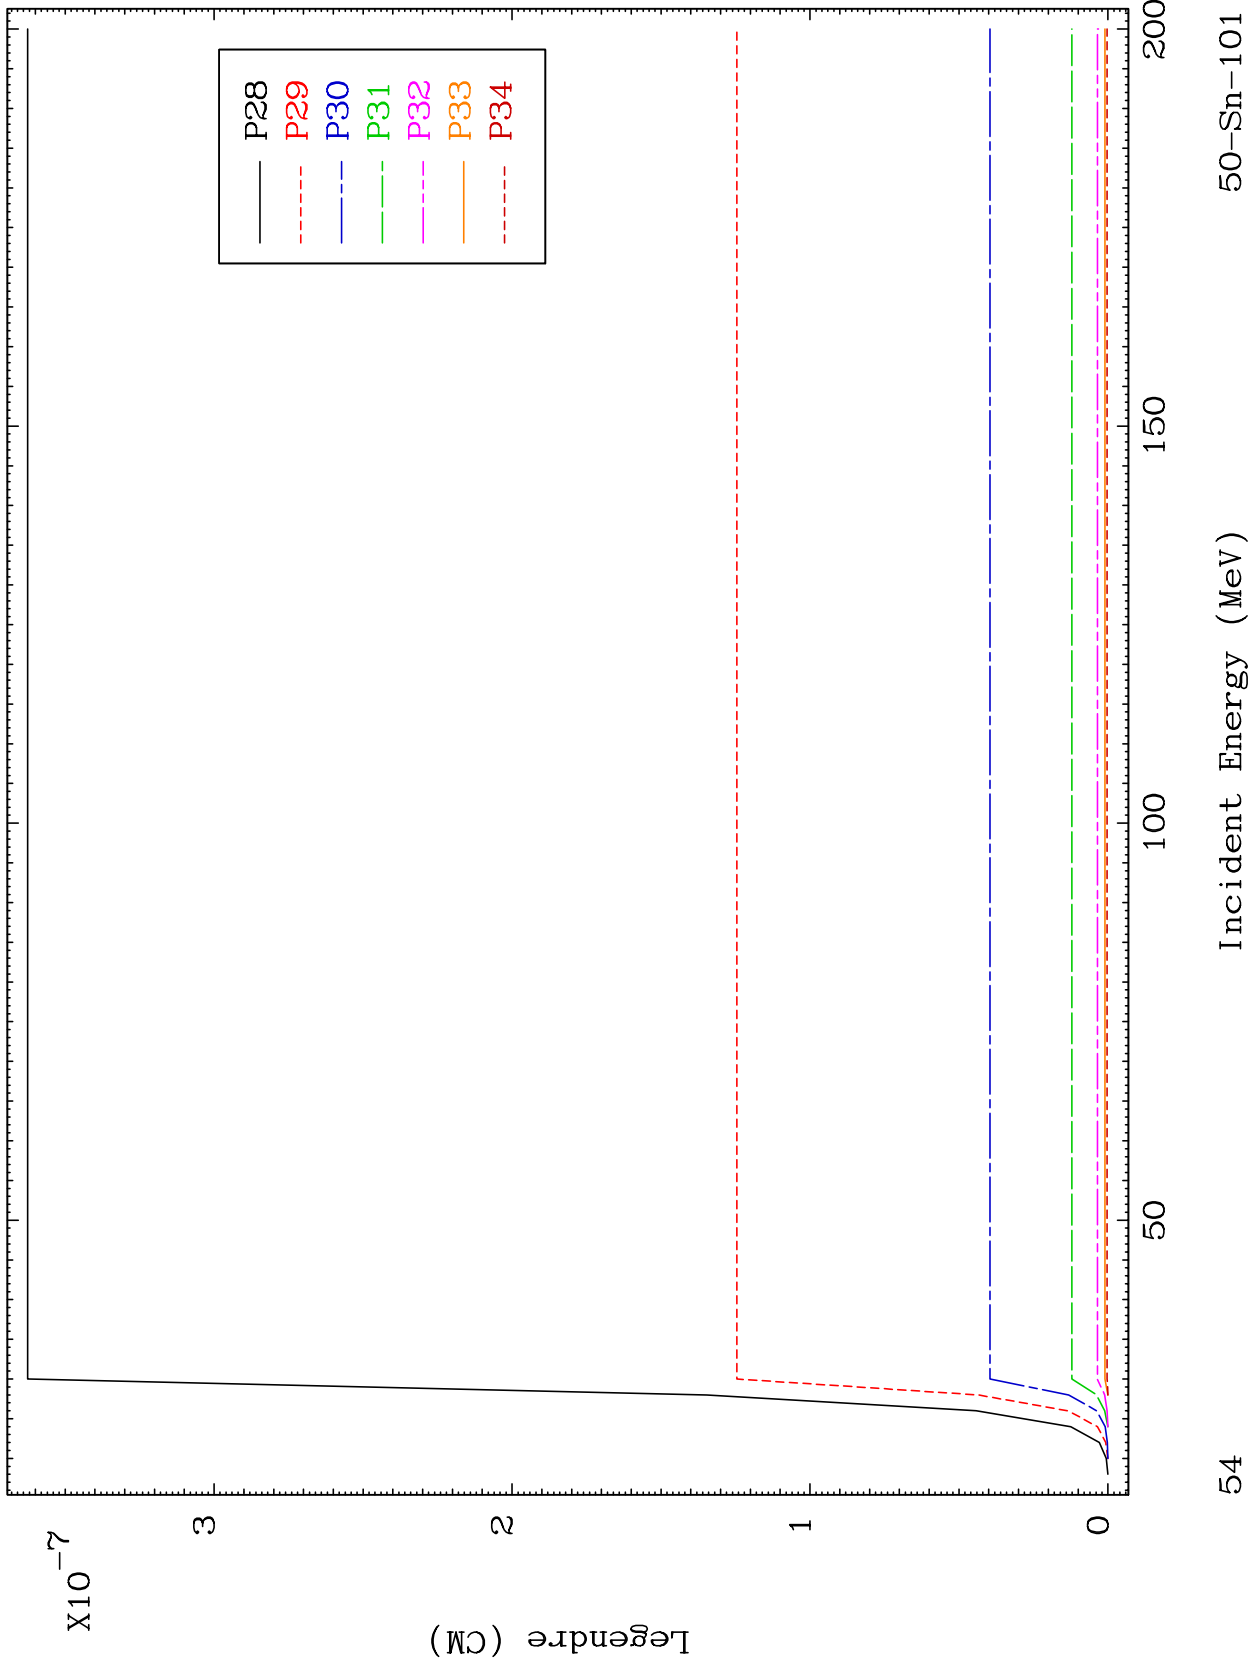 X10-7
Legendre (CM)
3
2
1
0
P28
P29
P30
P31
P32
P33
P34
50
100
150
200
Incident Energy (MeV)
54
50-Sn-101